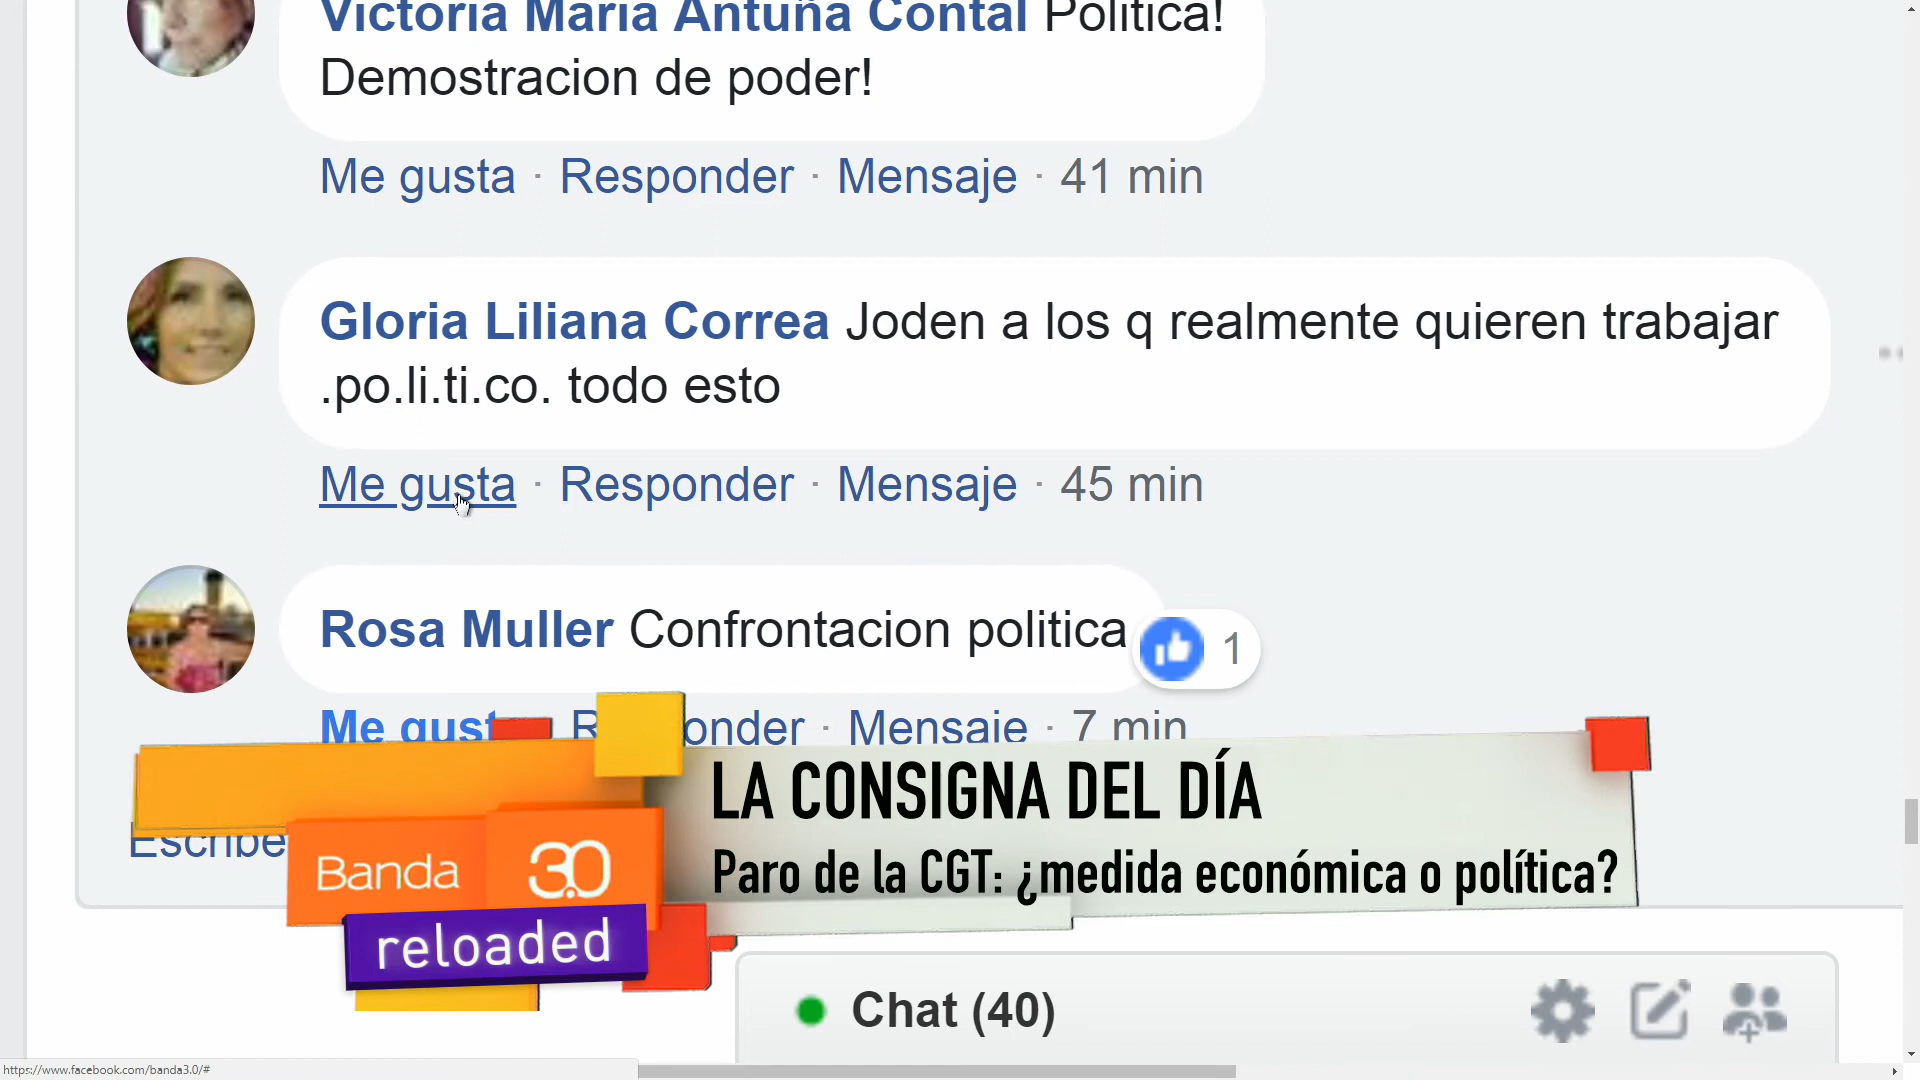 Victoria Maria Antuña Contal Politica!
Demostracion de poder!
Me gusta · Responder · Mensaje · 41 min
Gloria Liliana Correa Joden a los q realmente quieren trabajar
.po.li.ti.co. todo esto
Me gusta · Responder · Mensaje · 45 min
Rosa Muller Confrontacion politica
1
Me gust R onder · Mensaje · 7 min
LA CONSIGNA DEL DÍA
Escribe
Banda 3.0
Paro de la CGT: ¿medida económica o política?
reloaded
Chat (40)
https://www.facebook.com/banda3.0/#